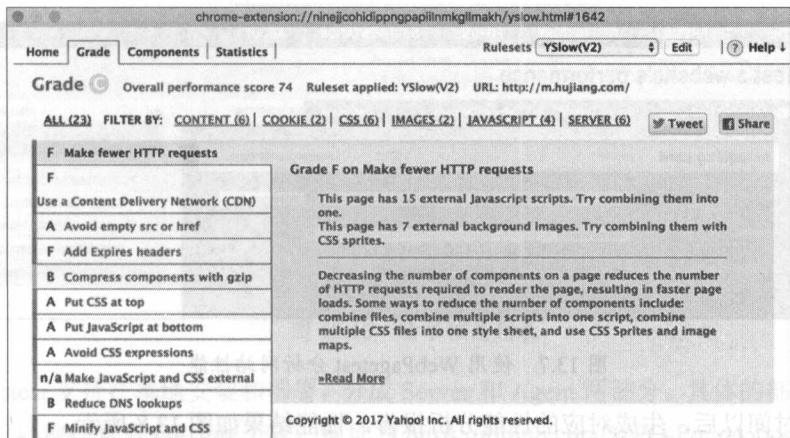 chrome-extension://ninejjcohidippngpapiilnmkgllmakh/yslow.html#1642
Home Grade Components Statistics Rulesets YSlow(V2) Edit ? Help ↓
Grade C Overall performance score 74 Ruleset applied: YSlow(V2) URL: http://m.hujiang.com/
ALL (23) FILTER BY: CONTENT (6) | COOKIE (2) | CSS (6) | IMAGES (2) | JAVASCRIPT (4) | SERVER (6) Tweet Share
F Make fewer HTTP requests
F
Use a Content Delivery Network (CDN)
A Avoid empty src or href
F Add Expires headers
B Compress components with gzip
A Put CSS at top
A Put JavaScript at bottom
A Avoid CSS expressions
n/a Make JavaScript and CSS external
B Reduce DNS lookups
F Minify JavaScript and CSS
Grade F on Make fewer HTTP requests
This page has 15 external Javascript scripts. Try combining them into
one.
This page has 7 external background images. Try combining them with
CSS sprites.
Decreasing the number of components on a page reduces the number
of HTTP requests required to render the page, resulting in faster page
loads. Some ways to reduce the number of components include:
combine files, combine multiple scripts into one script, combine
multiple CSS files into one style sheet, and use CSS Sprites and image
maps.
»Read More
Copyright © 2017 Yahoo! Inc. All rights reserved.